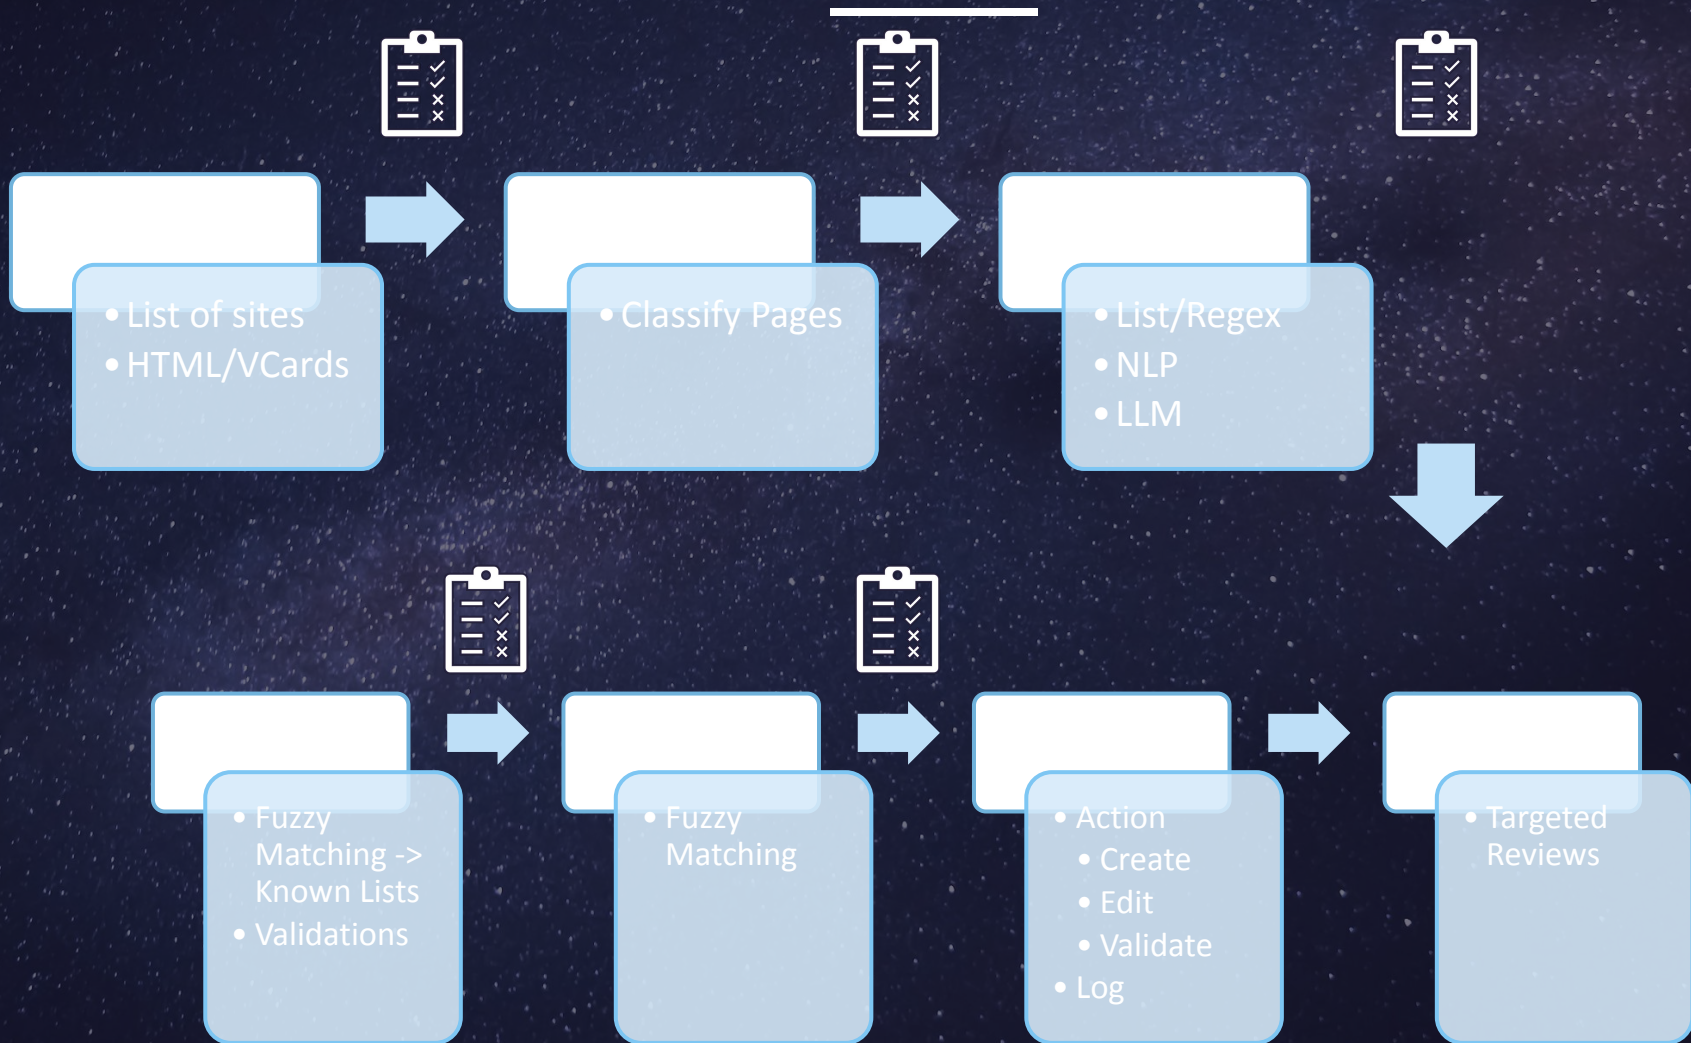 • List of sites
• HTML/VCards
• Classify Pages
• List/Regex
• NLP
• LLM
• Fuzzy
Matching ->
Known Lists
• Validations
• Fuzzy
Matching
• Action
• Create
• Edit
• Validate
• Log
• Targeted
Reviews